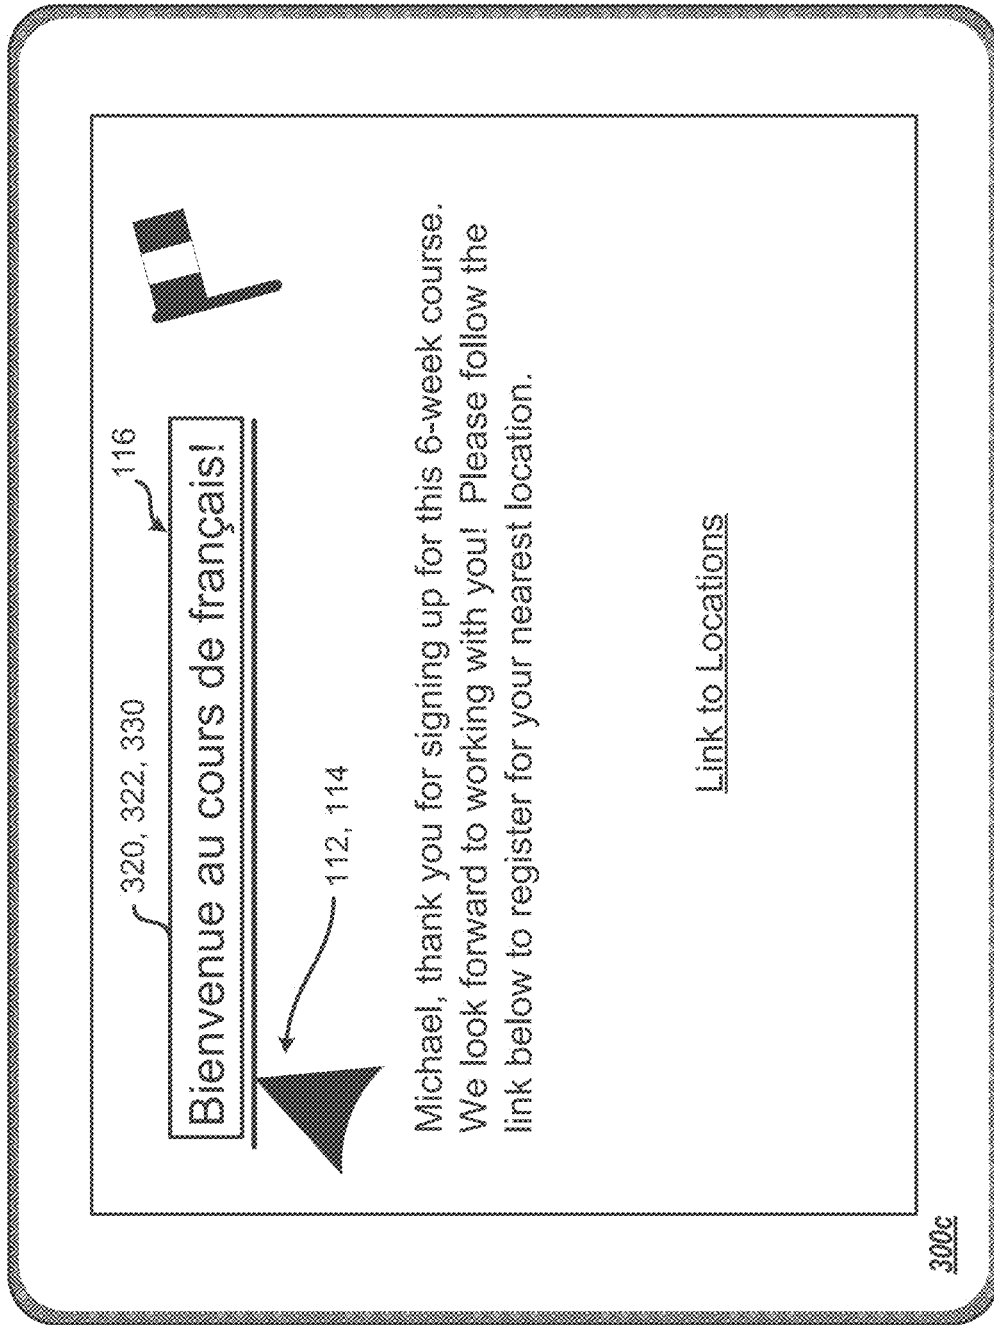 320, 322, 330
116
Bienvenue au cours de français!
112, 114
Michael, thank you for signing up for this 6-week course.
We look forward to working with you!  Please follow the
link below to register for your nearest location.
Link to Locations
300c